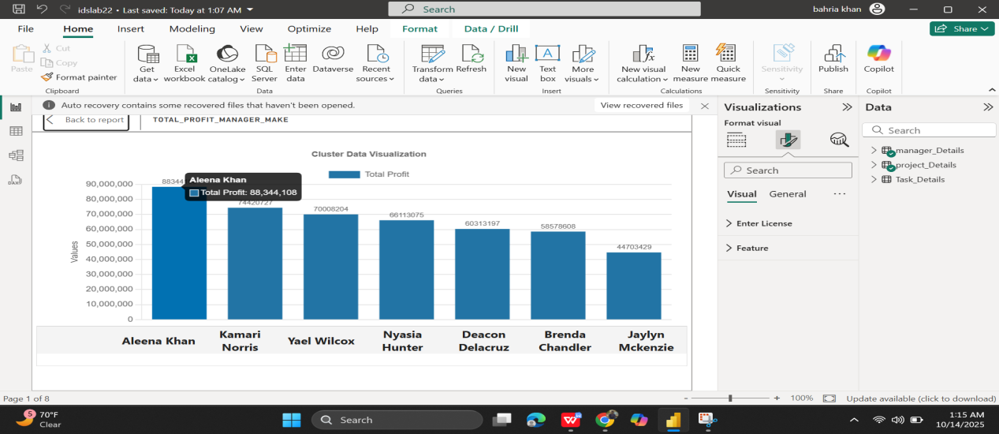 idslab22 • Last saved: Today at 1:07 AM
Search
bahria khan
File Home Insert Modeling View Optimize Help Format Data / Drill
Share
Paste
Cut
Copy
Format painter
Clipboard
Get data
Excel workbook
OneLake catalog
SQL Server
Enter data
Dataverse
Recent sources
Data
Transform data
Refresh
Queries
New visual
Text box
More visuals
Insert
New visual calculation
New measure
Quick measure
Calculations
Sensitivity
Sensitivity
Publish
Share
Copilot
Copilot
Auto recovery contains some recovered files that haven't been opened.
View recovered files
Back to report
TOTAL_PROFIT_MANAGER_MAKE
Cluster Data Visualization
Total Profit
Values
90,000,000
80,000,000
70,000,000
60,000,000
50,000,000
40,000,000
30,000,000
20,000,000
10,000,000
0
88344
Aleena Khan
Total Profit: 88,344,108
74420727
70008204
66113075
60313197
58578608
44703429
Aleena Khan
Kamari Norris
Yael Wilcox
Nyasia Hunter
Deacon Delacruz
Brenda Chandler
Jaylyn Mckenzie
Visualizations
Format visual
Search
Visual General
Enter License
Feature
Data
Search
manager_Details
project_Details
Task_Details
DAX
Page 1 of 8
- + 100%
Update available (click to download)
5
70°F
Clear
Search
1:15 AM
10/14/2025